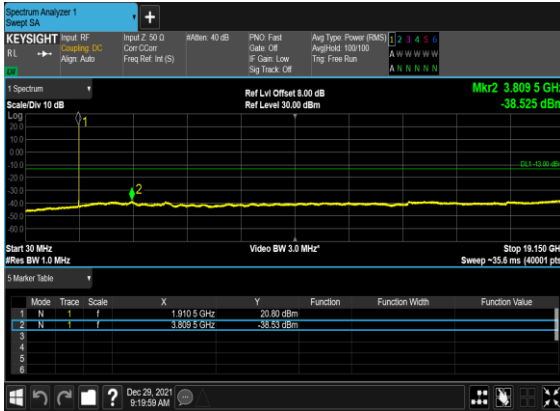 Spectrum Analyzer 1
Swept SA
KEYSIGHT Input: RF Input Z: 50 Ω #Atten: 40 dB PNO: Fast Avg Type: Power (RMS) 1 2 3 4 5 6
RL Coupling: DC Corr CCorr Gate: Off Avg|Hold: 100/100 A W W W W W
Align: Auto Freq Ref: Int (S) IF Gain: Low Trig: Free Run
Sig Track: Off A N N N N N
1 Spectrum Ref Lvl Offset 8.00 dB Mkr2 3.809 5 GHz
Scale/Div 10 dB Ref Level 30.00 dBm -38.525 dBm
Log
20.0 1
10.0
0.00
-10.0 DL1 -13.00 dBm
-20.0
-30.0 2
-40.0
-50.0
-60.0
Start 30 MHz Video BW 3.0 MHz* Stop 19.150 GHz
#Res BW 1.0 MHz Sweep ~35.6 ms (40001 pts)
5 Marker Table
Mode Trace Scale X Y Function Function Width Function Value
1 N 1 f 1.910 5 GHz 20.80 dBm
2 N 1 f 3.809 5 GHz -38.53 dBm
3
4
5
6
? Dec 29, 2021
9:19:59 AM